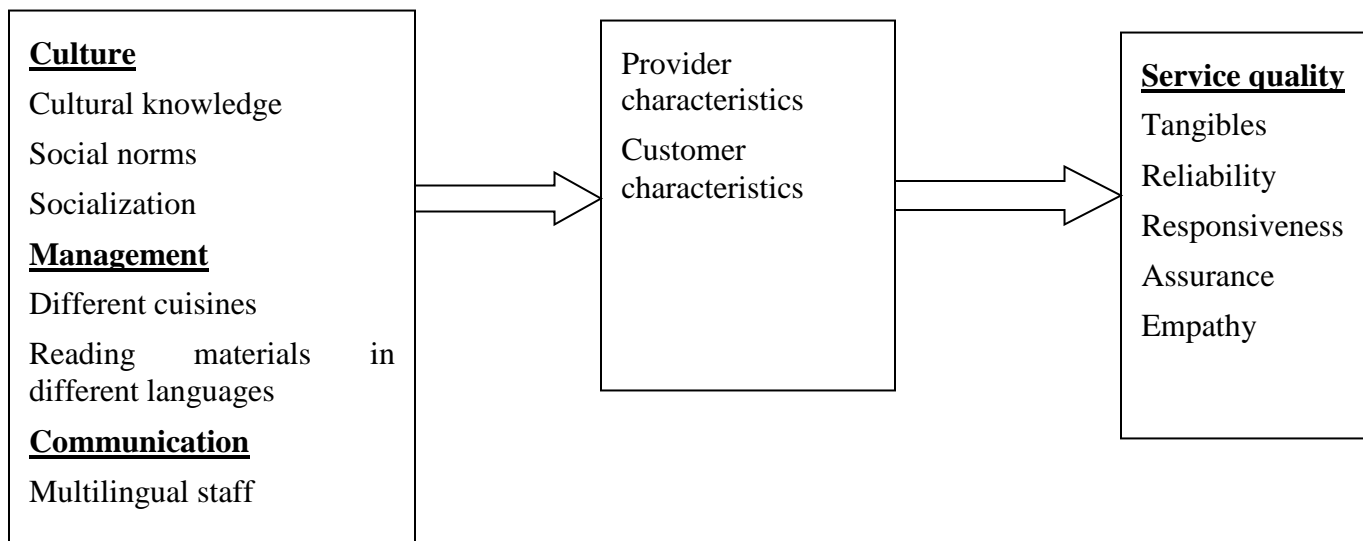 Culture
Cultural knowledge
Social norms
Socialization
Management
Different cuisines
Reading materials in
different languages
Communication
Multilingual staff
Provider
characteristics
Customer
characteristics
Service quality
Tangibles
Reliability
Responsiveness
Assurance
Empathy